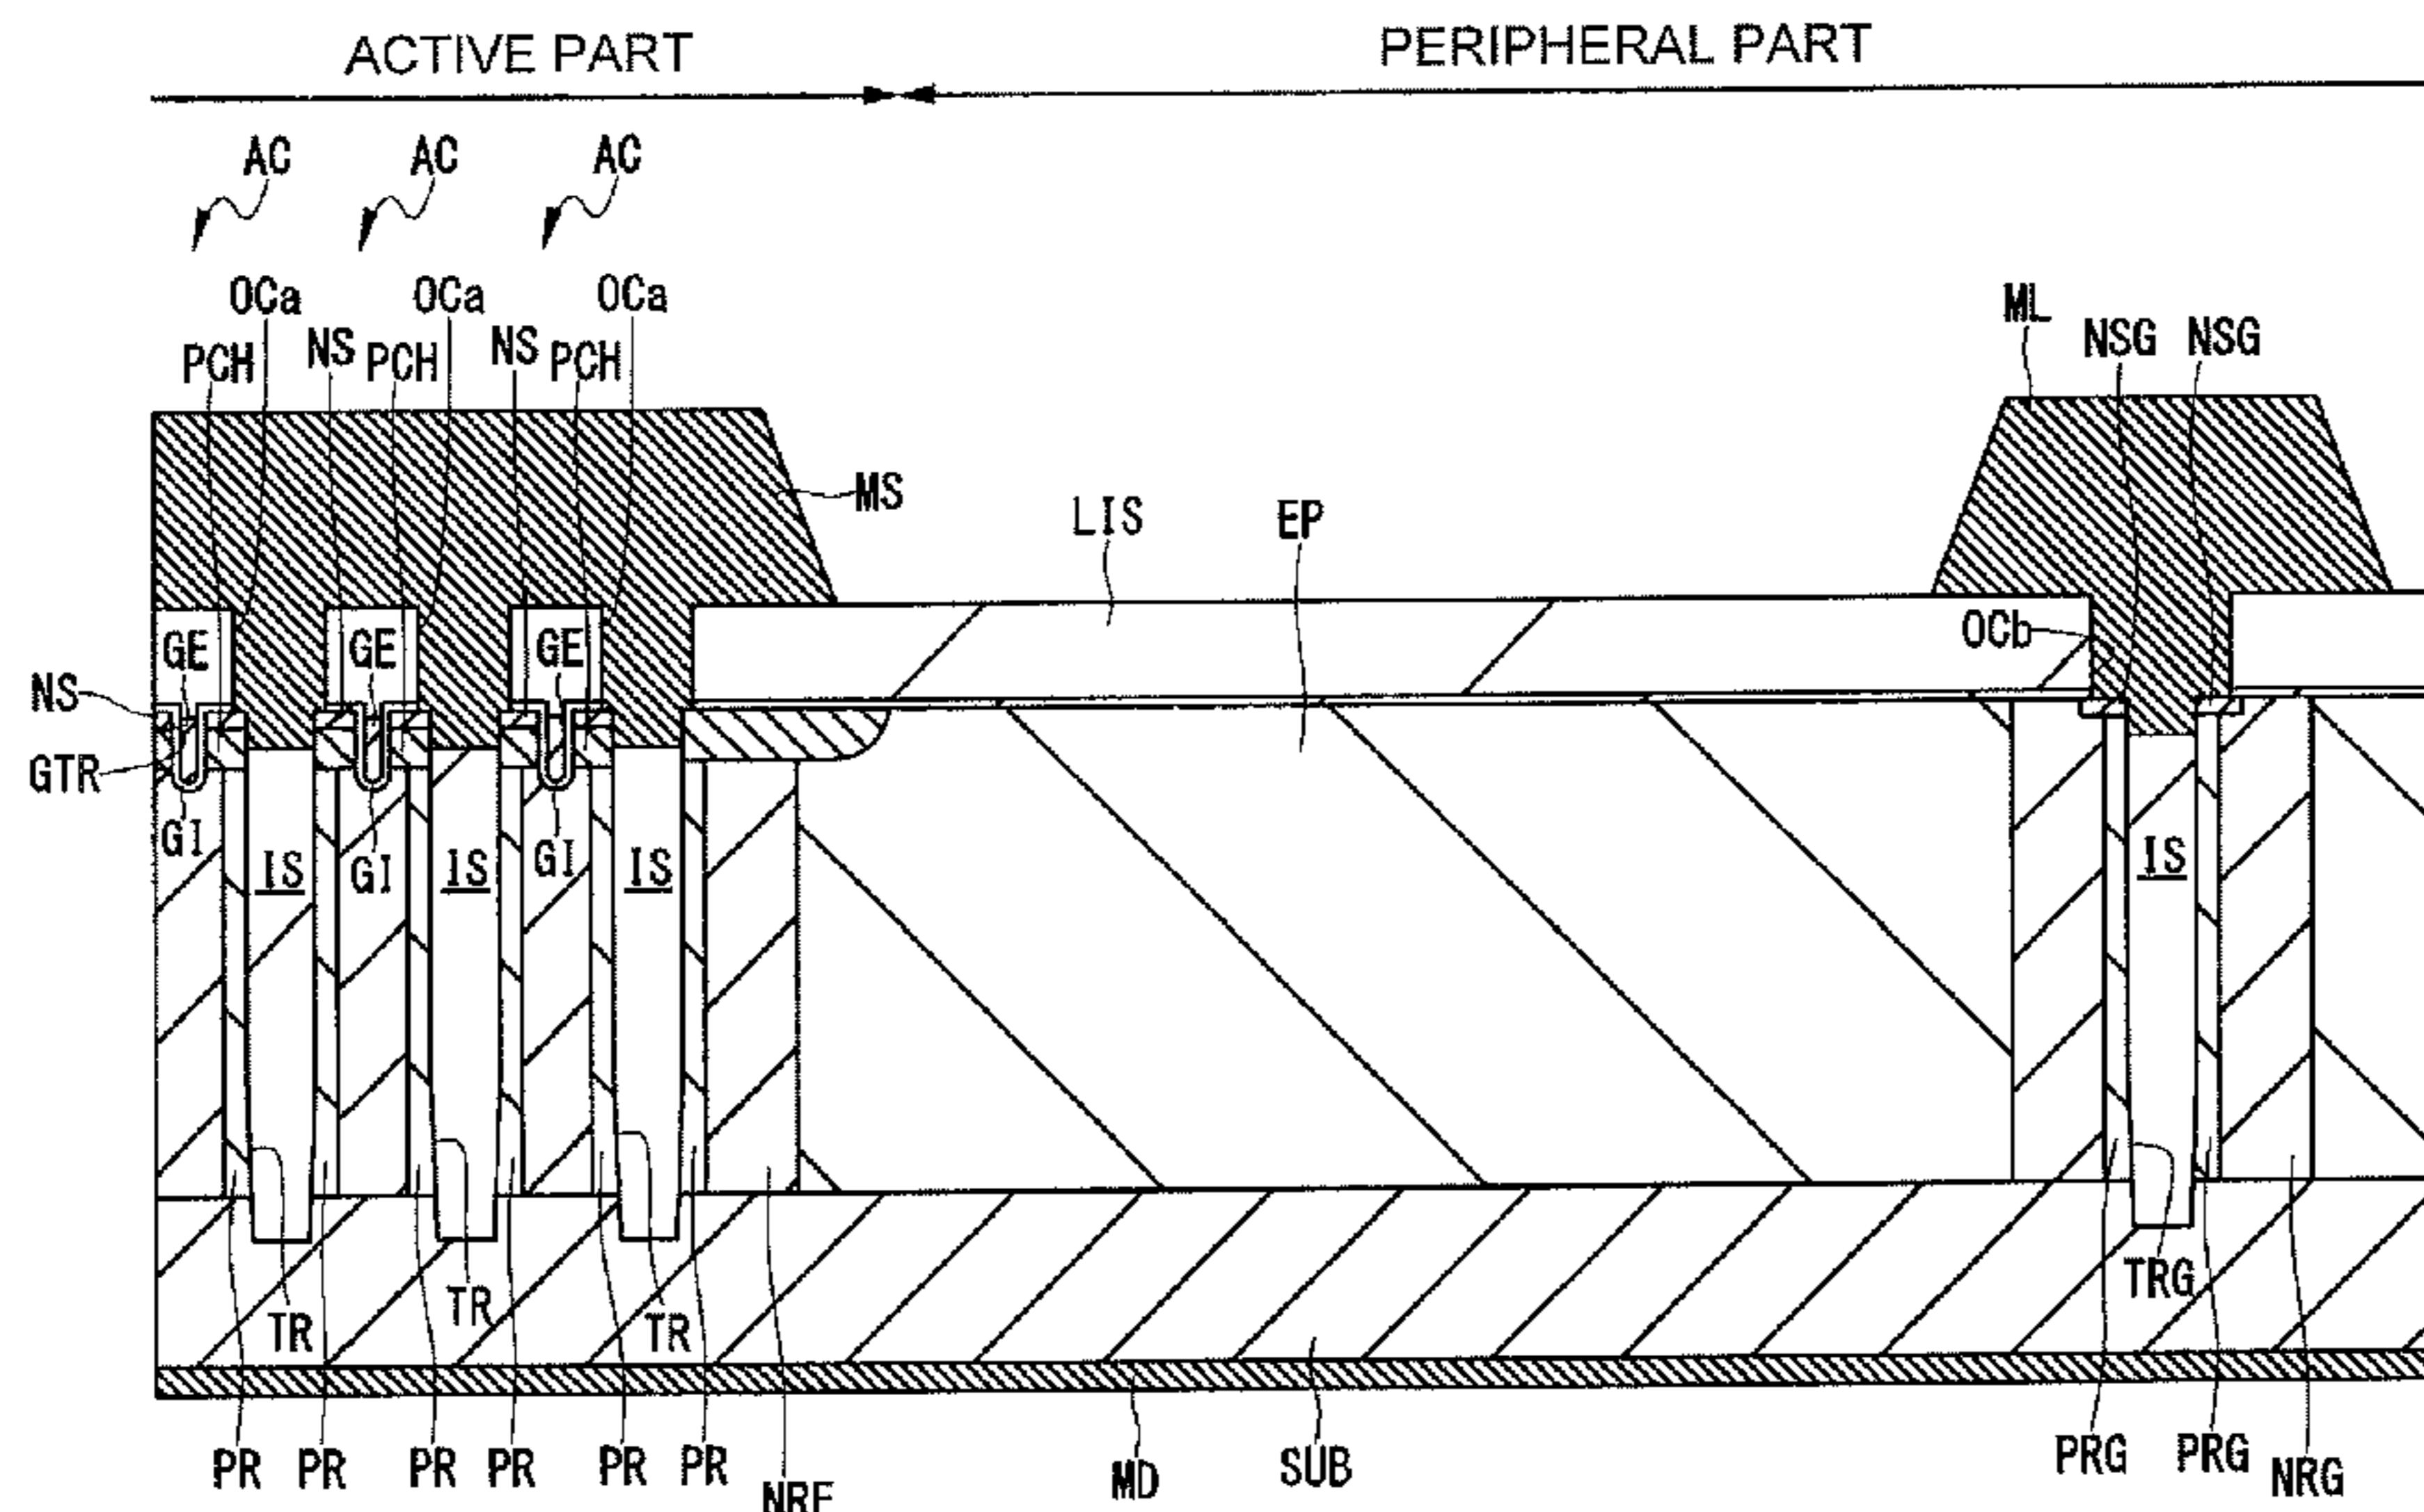 ACTIVE PART
PERIPHERAL PART
AC AC AC
OCa OCa OCa
ML
PCH NS PCH NS PCH
NSG NSG
MS
LIS
EP
GE GE GE
OCb
NS
GTR
GI GI GI
IS IS IS
IS
TR TR TR
TRG
PR PR PR PR PR PR
MD
SUB
PRG PRG NRG